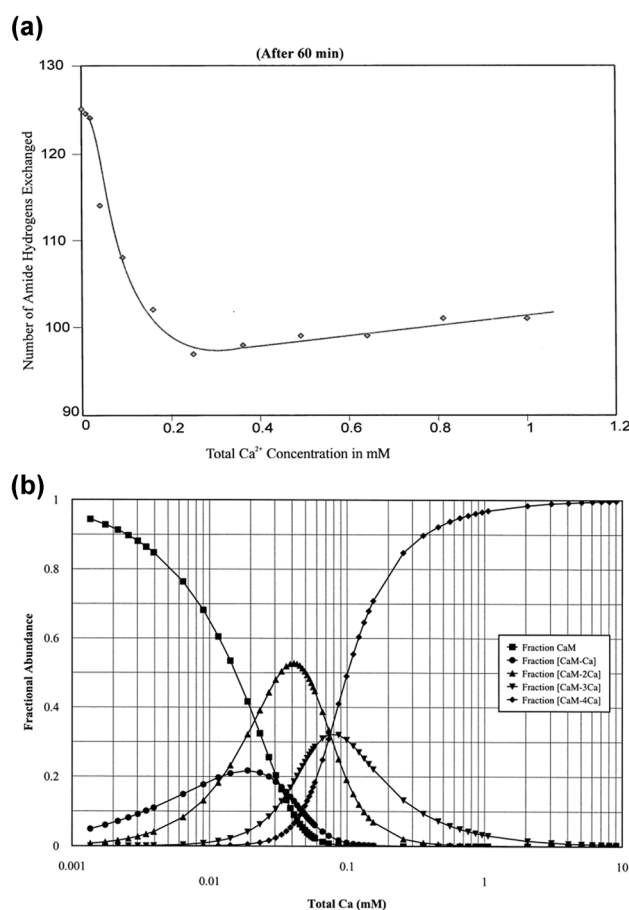 (a)
(After 60 min)
130
120
110
100
90
0
0.2
0.4
0.6
0.8
1
1.2
Number of Amide Hydrogens Exchanged
Total Ca²⁺ Concentration in mM
(b)
1
0.8
0.6
0.4
0.2
0
0.001
0.01
0.1
1
10
Fractional Abundance
Fraction CaM
Fraction [CaM-Ca]
Fraction [CaM-2Ca]
Fraction [CaM-3Ca]
Fraction [CaM-4Ca]
Total Ca (mM)